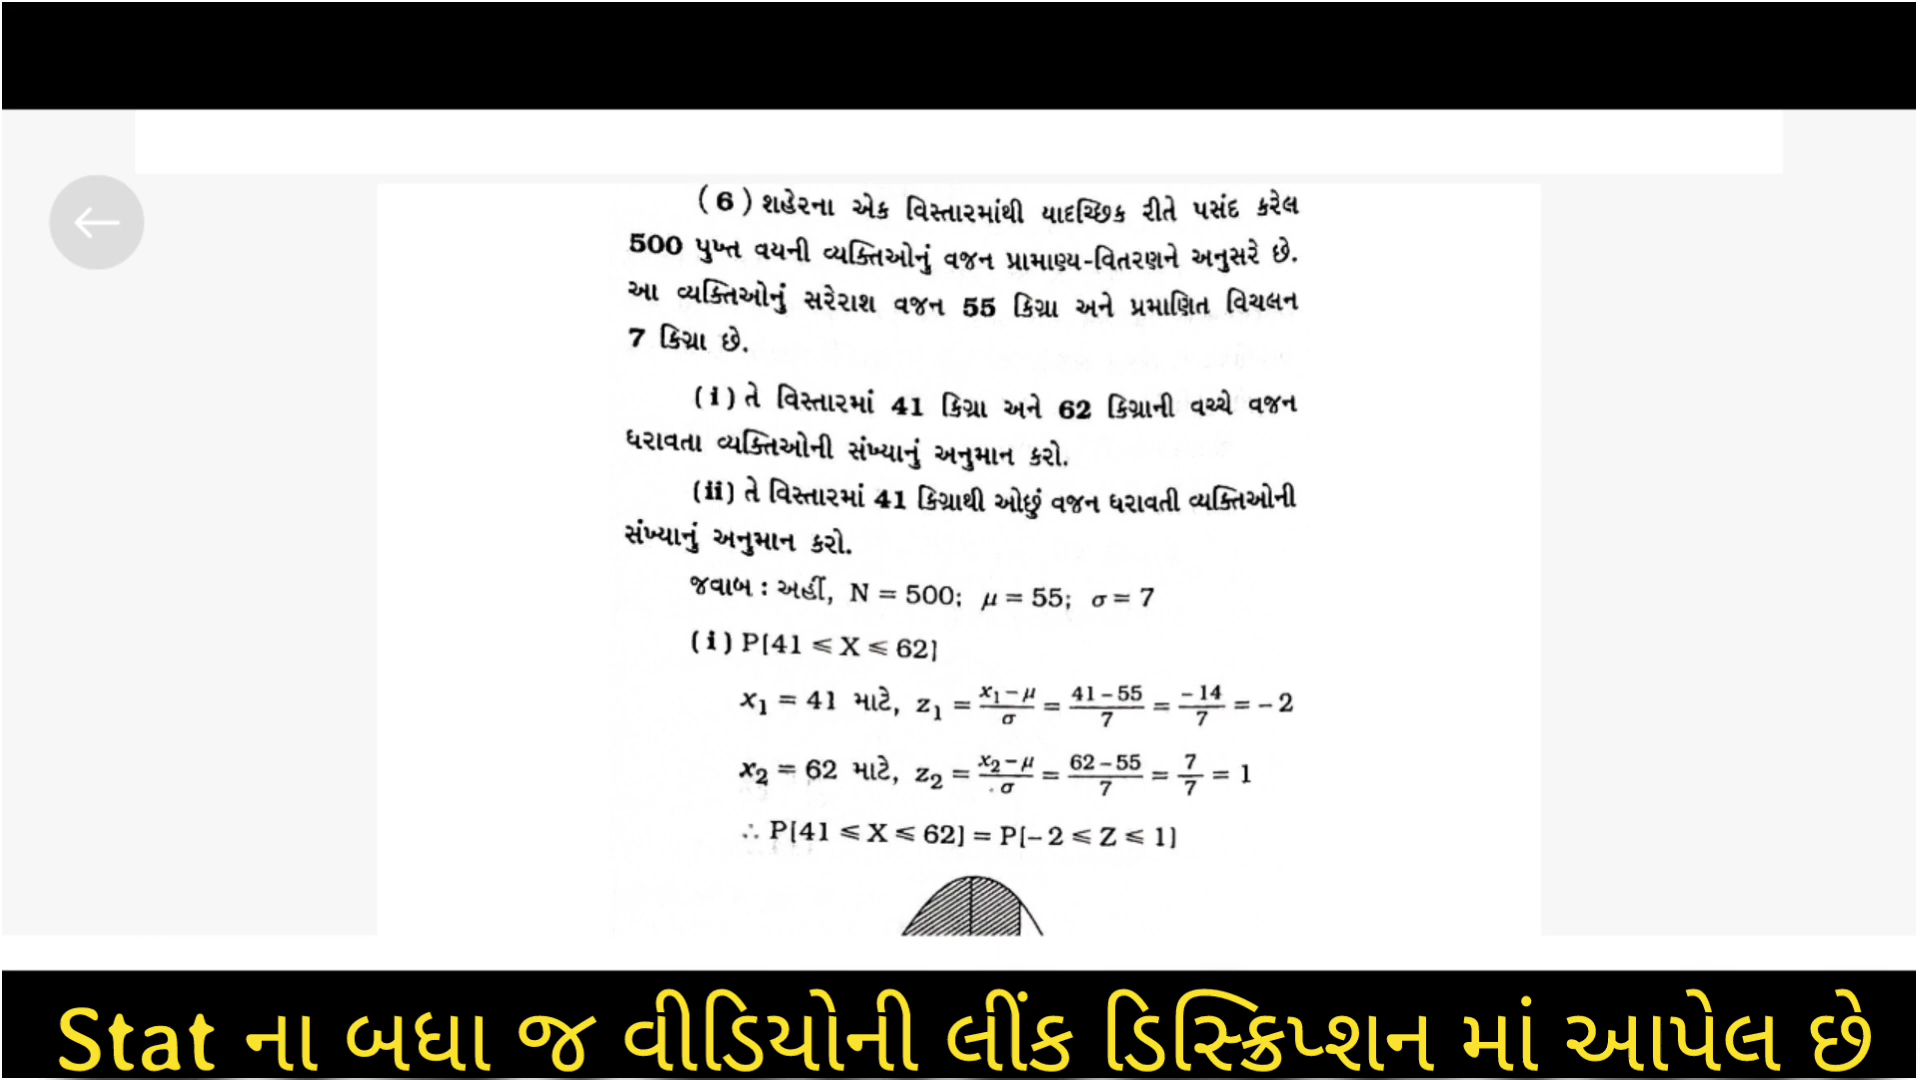 (6) શહેરના એક વિસ્તારમાંથી યાદચ્છિક રીતે પસંદ કરેલ
500 પુખ્ત વયની વ્યક્તિઓનું વજન પ્રામાણ્ય-વિતરણને અનુસરે છે.
આ વ્યક્તિઓનું સરેરાશ વજન 55 કિગ્રા અને પ્રમાણિત વિચલન
7 કિગ્રા છે.
(i) તે વિસ્તારમાં 41 કિગ્રા અને 62 કિગ્રાની વચ્ચે વજન
ધરાવતા વ્યક્તિઓની સંખ્યાનું અનુમાન કરો.
(ii) તે વિસ્તારમાં 41 કિગ્રાથી ઓછું વજન ધરાવતી વ્યક્તિઓની
સંખ્યાનું અનુમાન કરો.
જવાબ : અહીં, N = 500; μ = 55; σ = 7
(i) P[41 ⩽ X ⩽ 62]
x₁ = 41 માટે, z₁ = (x₁ − μ)/σ = (41 − 55)/7 = −14/7 = −2
x₂ = 62 માટે, z₂ = (x₂ − μ)/σ = (62 − 55)/7 = 7/7 = 1
∴ P[41 ⩽ X ⩽ 62] = P[−2 ⩽ Z ⩽ 1]
Stat ના બધા જ વીડિયોની લીંક ડિસ્ક્રિપ્શન માં આપેલ છે